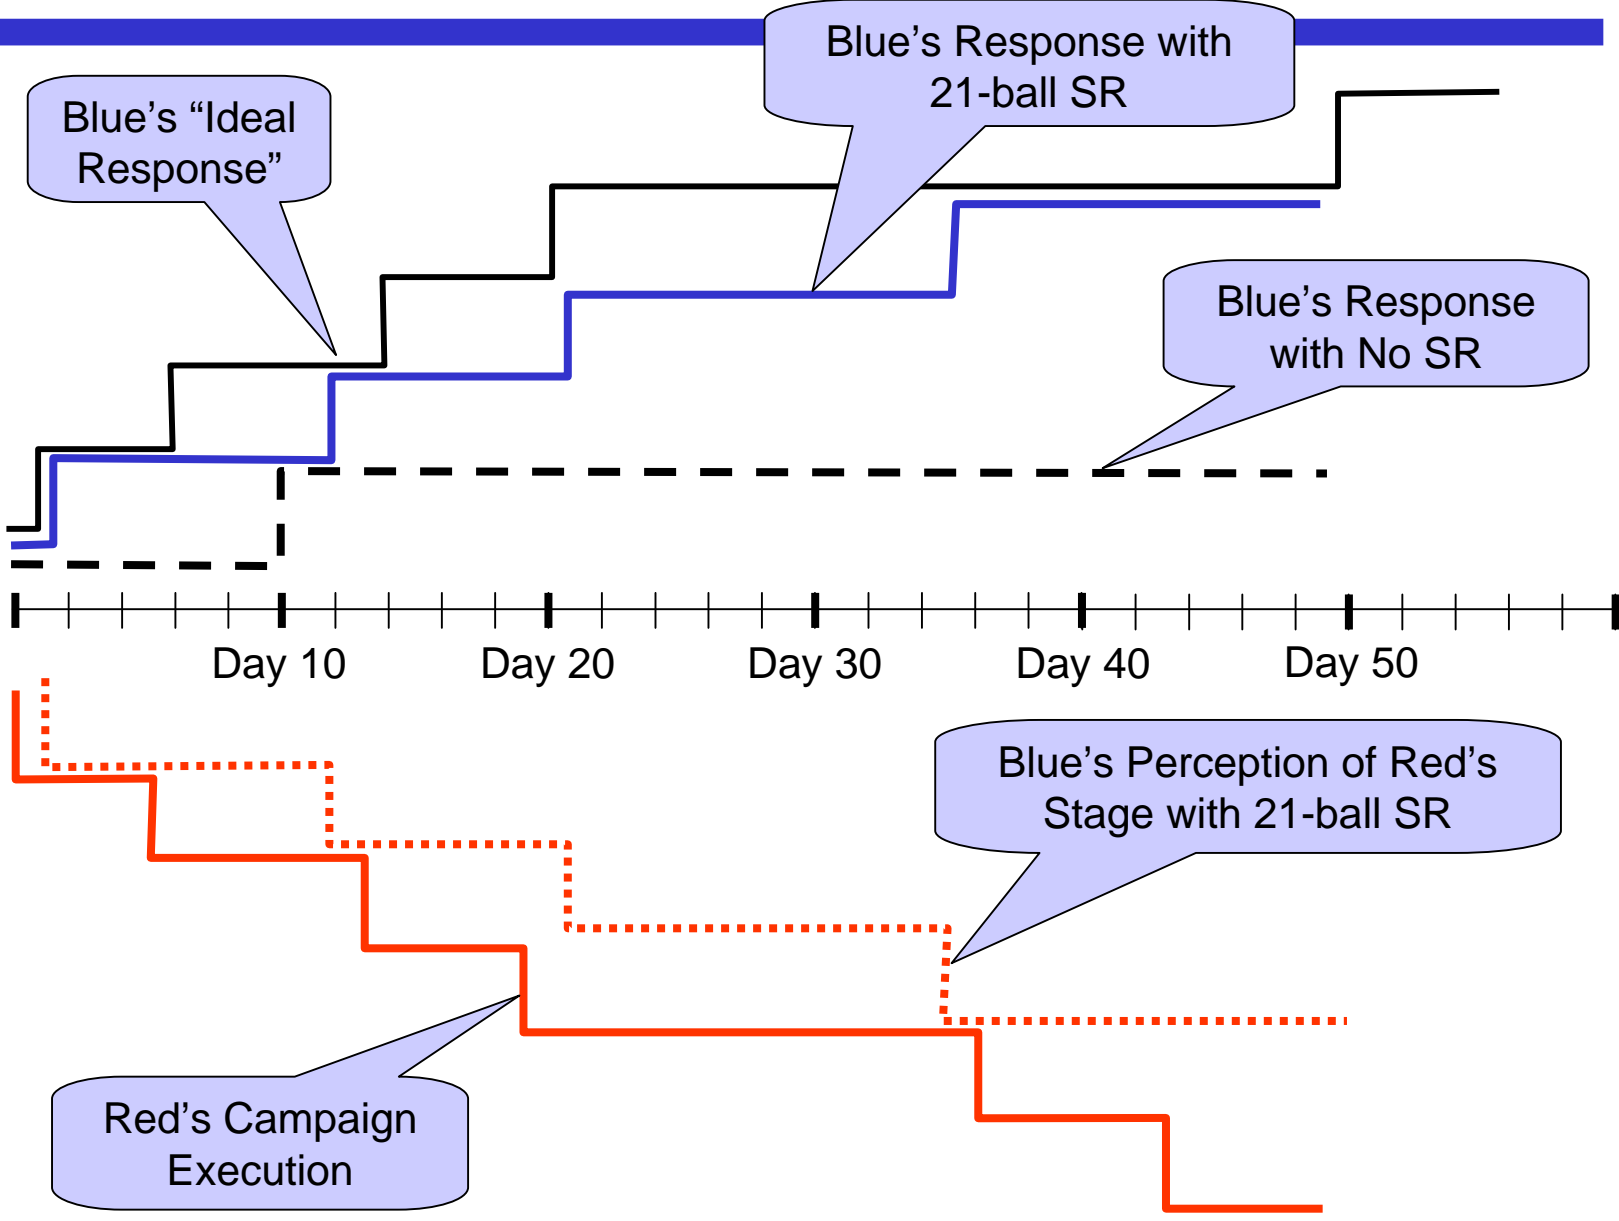 Blue's Response with
21-ball SR
Blue's “Ideal
Response”
Blue's Response
with No SR
Day 10
Day 20
Day 30
Day 40
Day 50
Blue's Perception of Red's
Stage with 21-ball SR
Red's Campaign
Execution